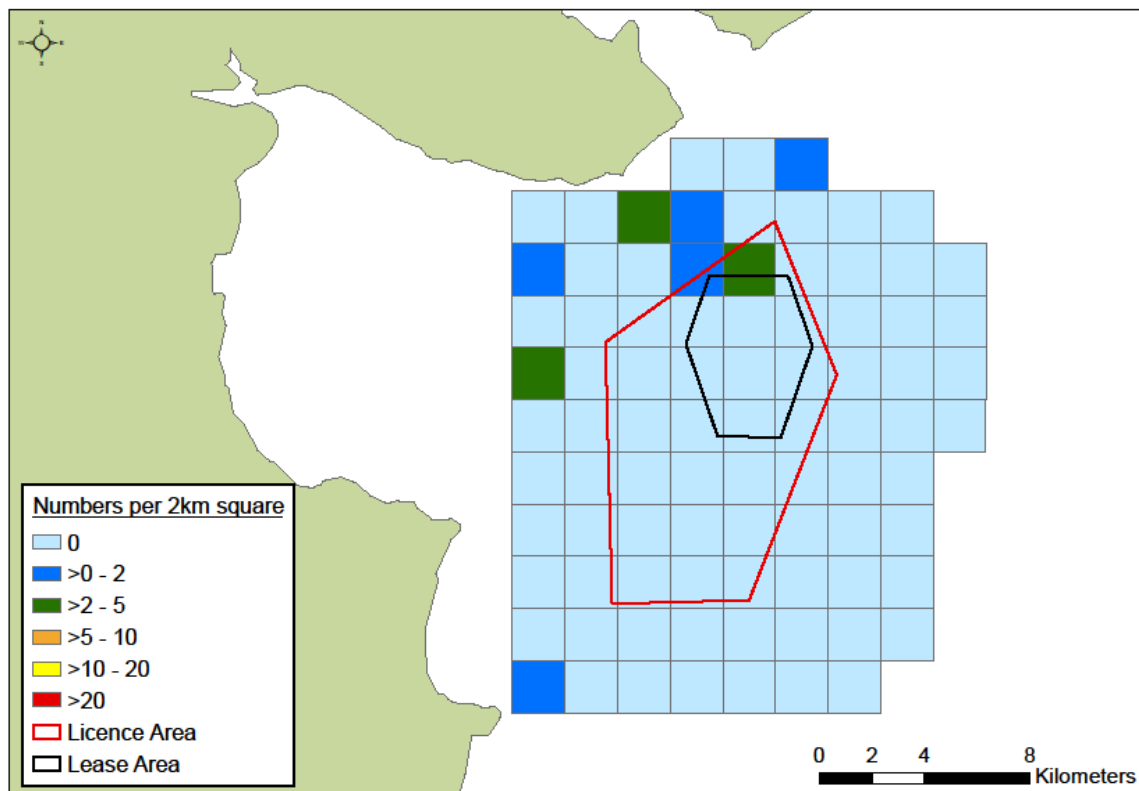 N
S
Numbers per 2km square
0
>0 - 2
>2 - 5
>5 - 10
>10 - 20
>20
Licence Area
Lease Area
0 2 4 8
Kilometers